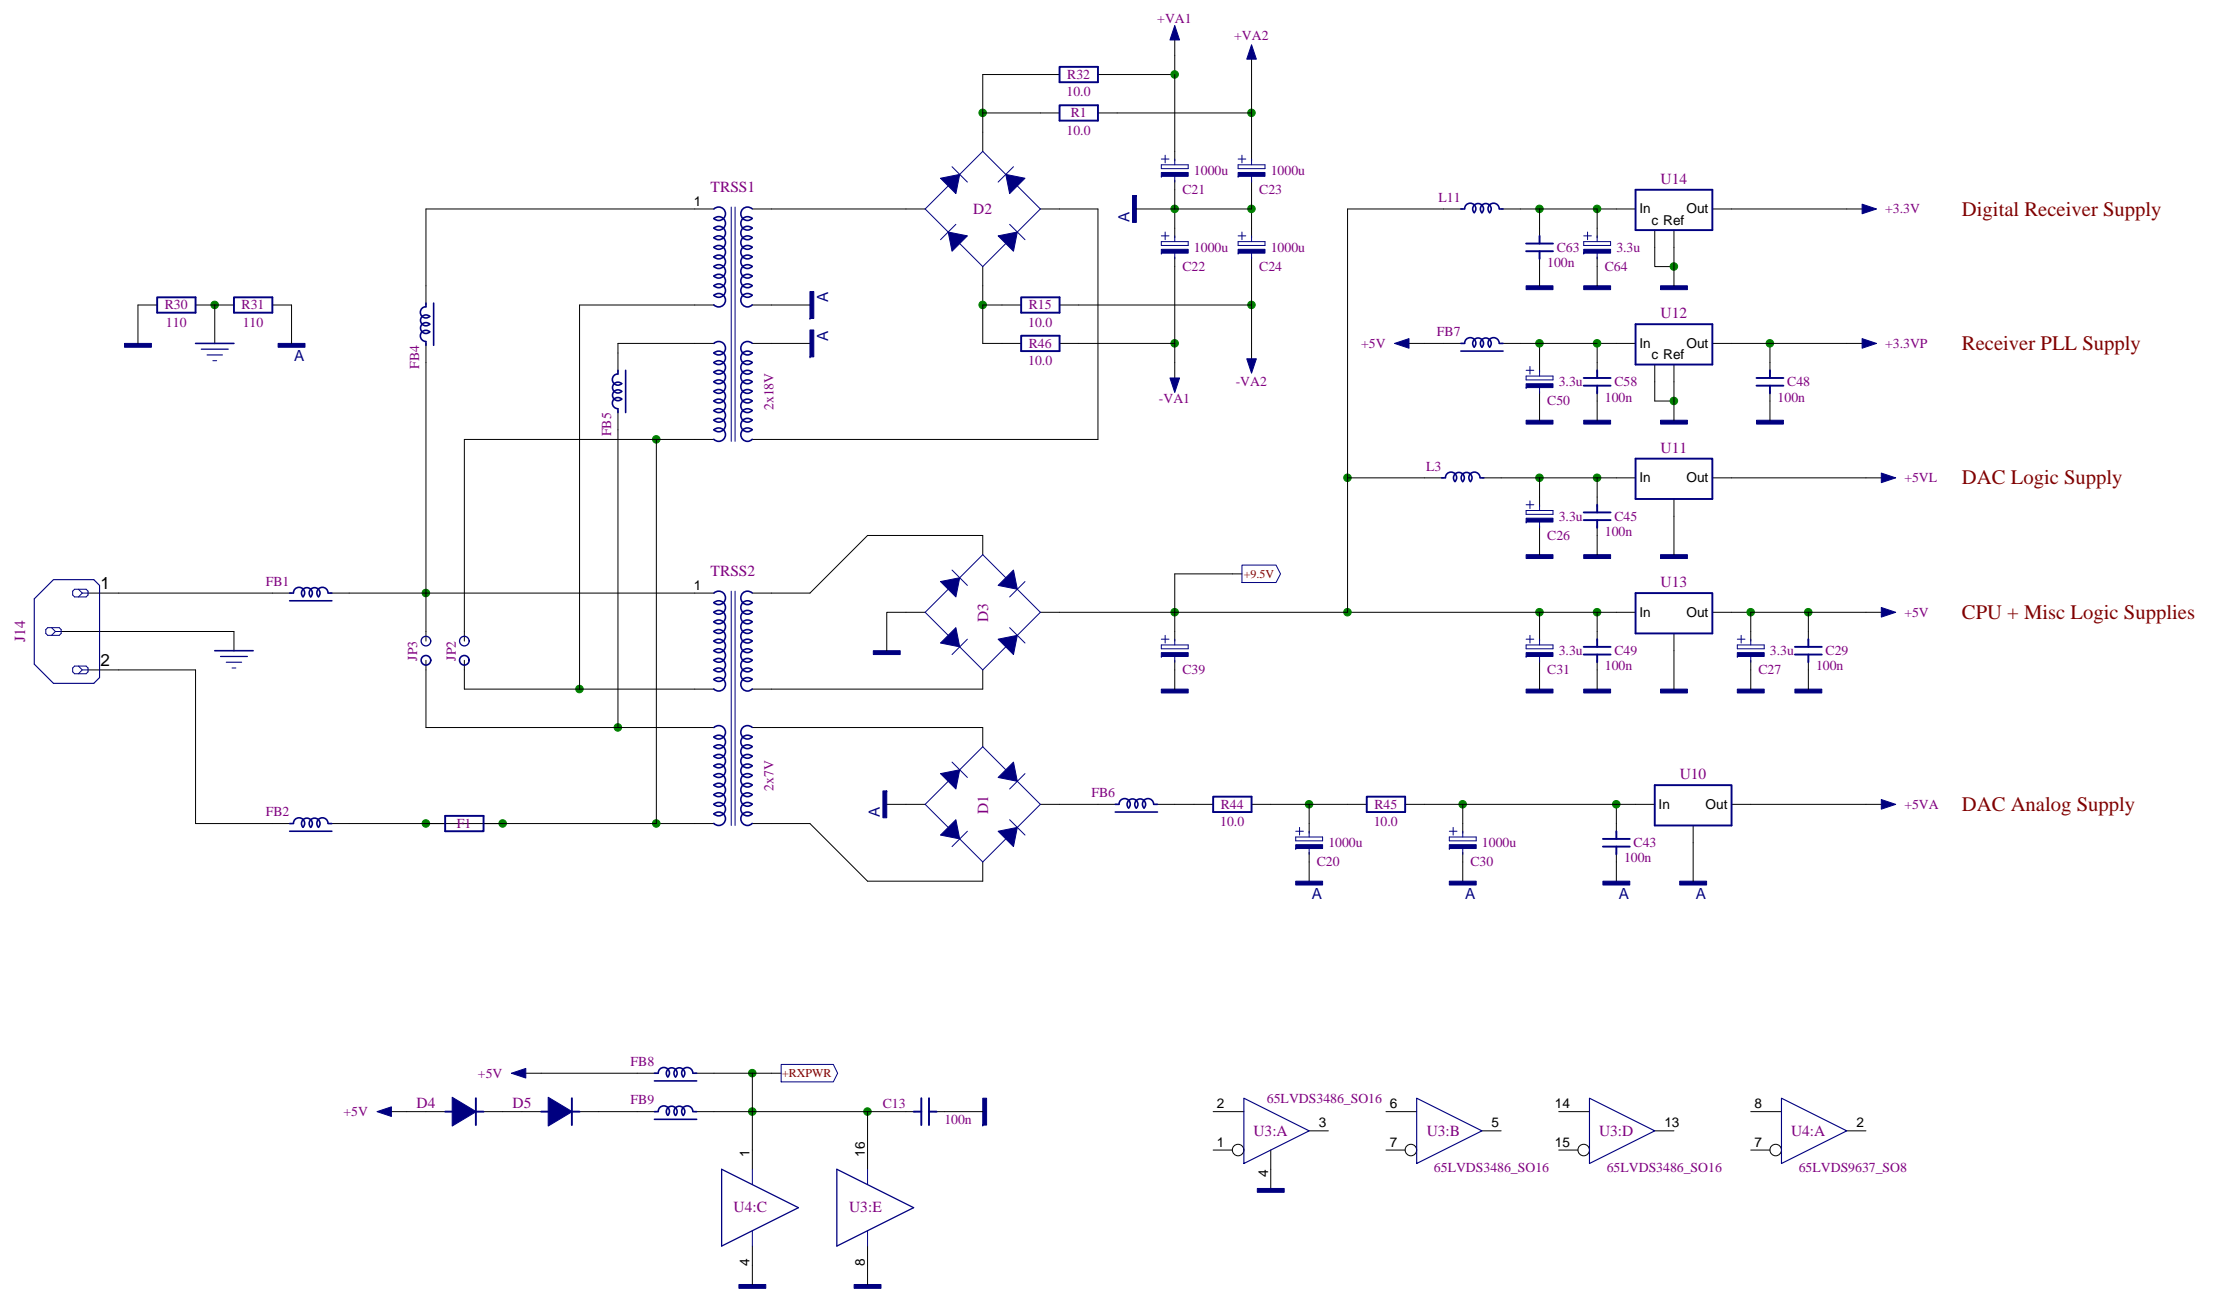 +VA1
+VA2
R32
10.0
R1
10.0
1000u
C21
1000u
C23
TRSS1
1
D2
A
1000u
C22
1000u
C24
A
A
R15
10.0
R46
10.0
-VA1
-VA2
2x18V
R30
110
R31
110
A
FB4
FB5
L11
C63
100n
3.3u
C64
U14
In
Out
c Ref
+3.3V
Digital Receiver Supply
+5V
FB7
3.3u
C50
C58
100n
U12
In
Out
c Ref
C48
100n
+3.3VP
Receiver PLL Supply
L3
3.3u
C26
C45
100n
U11
In
Out
+5VL
DAC Logic Supply
J14
1
2
FB1
JP3
JP2
TRSS2
1
D3
+9.5V
C39
3.3u
C31
C49
100n
U13
In
Out
3.3u
C27
C29
100n
+5V
CPU + Misc Logic Supplies
FB2
F1
2x7V
A
D1
FB6
R44
10.0
1000u
C20
A
R45
10.0
1000u
C30
A
C43
100n
A
U10
In
Out
A
+5VA
DAC Analog Supply
+5V
FB8
+RXPWR
+5V
D4
D5
FB9
C13
100n
1
U4:C
4
16
U3:E
8
65LVDS3486_SO16
2
1
U3:A
3
4
6
7
U3:B
5
65LVDS3486_SO16
14
15
U3:D
13
65LVDS3486_SO16
8
7
U4:A
2
65LVDS9637_SO8